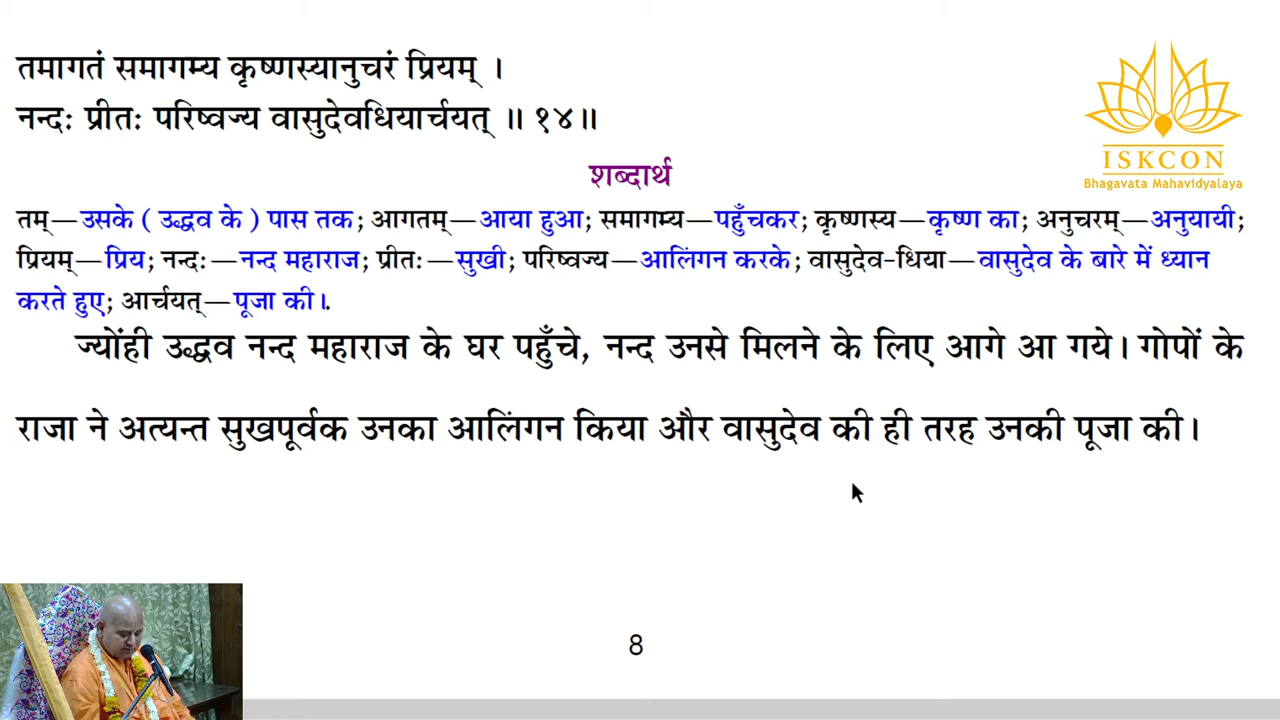 तमागतं समागम्य कृष्णस्यानुचरं प्रियम् ।
नन्दः प्रीतः परिष्वज्य वासुदेवधियार्चयत् ॥ १४॥
ISKCON
Bhagavata Mahavidyalaya
शब्दार्थ
तम्—उसके ( उद्धव के ) पास तक; आगतम्—आया हुआ; समागम्य—पहुँचकर; कृष्णस्य—कृष्ण का; अनुचरम्—अनुयायी;
प्रियम्—प्रिय; नन्दः—नन्द महाराज; प्रीतः—सुखी; परिष्वज्य—आलिंगन करके; वासुदेव-धिया—वासुदेव के बारे में ध्यान
करते हुए; आर्चयत्—पूजा की।.
ज्योंही उद्धव नन्द महाराज के घर पहुँचे, नन्द उनसे मिलने के लिए आगे आ गये। गोपों के
राजा ने अत्यन्त सुखपूर्वक उनका आलिंगन किया और वासुदेव की ही तरह उनकी पूजा की।
8